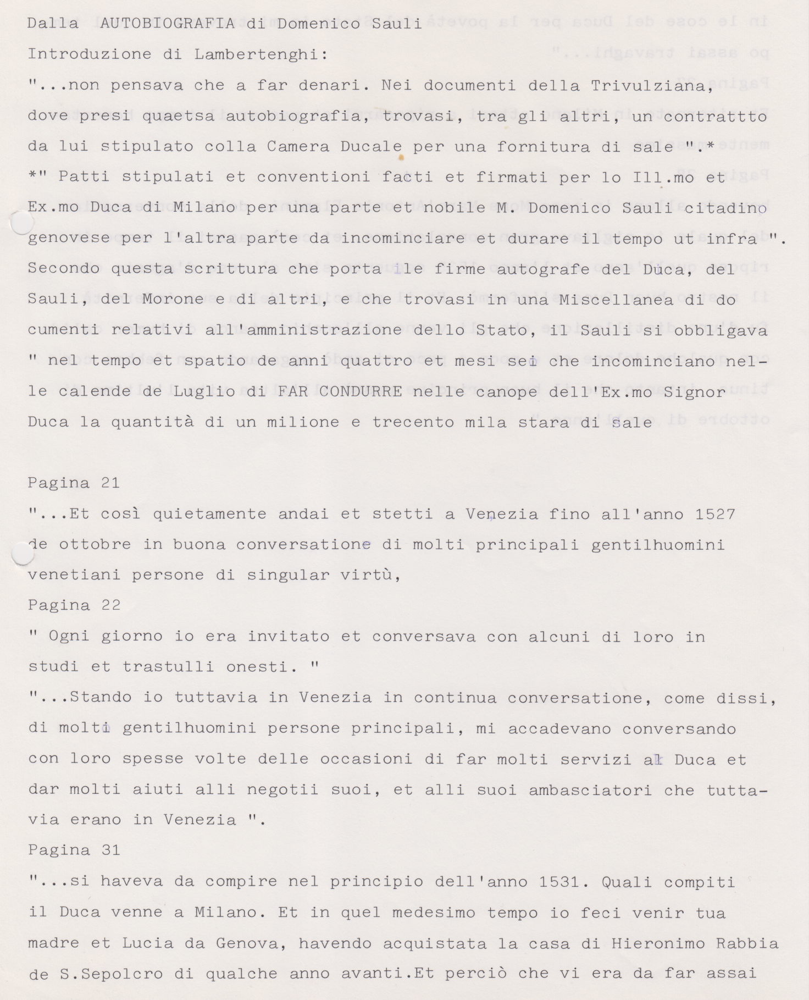 Dalla  AUTOBIOGRAFIA di Domenico Sauli
Introduzione di Lambertenghi:
"...non pensava che a far denari. Nei documenti della Trivulziana,
dove presi quaetsa autobiografia, trovasi, tra gli altri, un contrattto
da lui stipulato colla Camera Ducale per una fornitura di sale ".*
*" Patti stipulati et conventioni facti et firmati per lo Ill.mo et
Ex.mo Duca di Milano per una parte et nobile M. Domenico Sauli citadino
genovese per l'altra parte da incominciare et durare il tempo ut infra ".
Secondo questa scrittura che porta le firme autografe del Duca, del
Sauli, del Morone e di altri, e che trovasi in una Miscellanea di do
cumenti relativi all'amministrazione dello Stato, il Sauli si obbligava
" nel tempo et spatio de anni quattro et mesi sei che incominciano nel-
le calende de Luglio di FAR CONDURRE nelle canope dell'Ex.mo Signor
Duca la quantità di un milione e trecento mila stara di sale
Pagina 21
"...Et così quietamente andai et stetti a Venezia fino all'anno 1527
de ottobre in buona conversatione di molti principali gentilhuomini
venetiani persone di singular virtù,
Pagina 22
" Ogni giorno io era invitato et conversava con alcuni di loro in
studi et trastulli onesti. "
"...Stando io tuttavia in Venezia in continua conversatione, come dissi,
di molti gentilhuomini persone principali, mi accadevano conversando
con loro spesse volte delle occasioni di far molti servizi al Duca et
dar molti aiuti alli negotii suoi, et alli suoi ambasciatori che tutta-
via erano in Venezia ".
Pagina 31
"...si haveva da compire nel principio dell'anno 1531. Quali compiti
il Duca venne a Milano. Et in quel medesimo tempo io feci venir tua
madre et Lucia da Genova, havendo acquistata la casa di Hieronimo Rabbia
de S.Sepolcro di qualche anno avanti.Et perciò che vi era da far assai